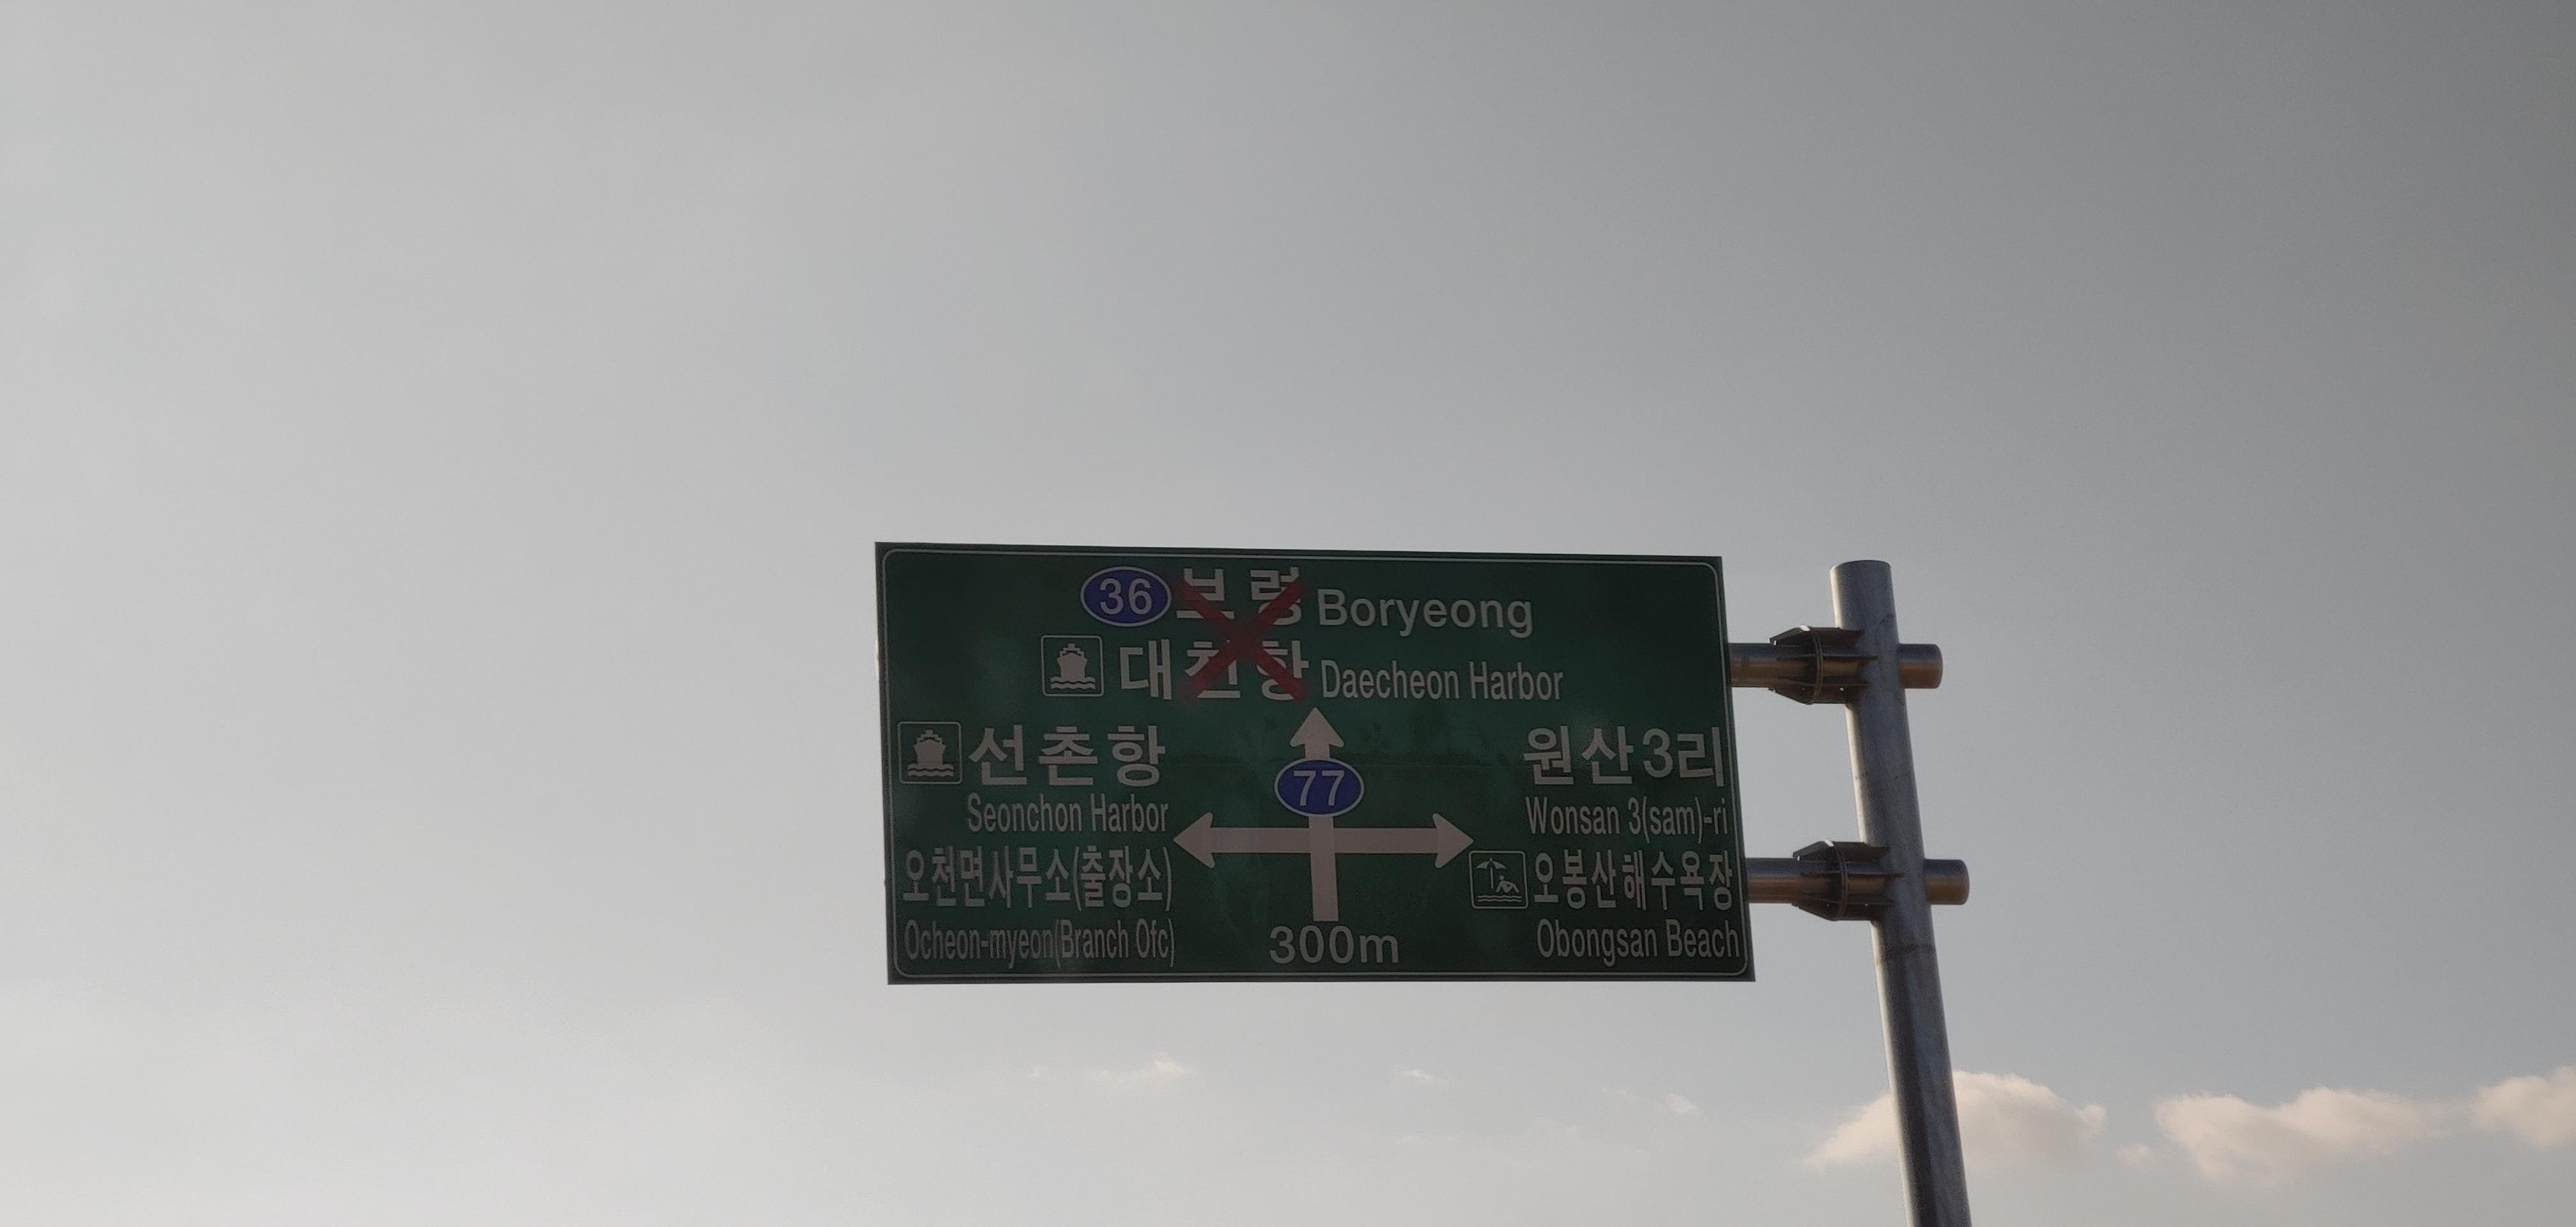 36 보령 Boryeong
대천항 Daecheon Harbor
선촌항
Seonchon Harbor
오천면사무소(출장소)
Ocheon-myeon(Branch Ofc)
77
300m
원산3리
Wonsan 3(sam)-ri
오봉산해수욕장
Obongsan Beach